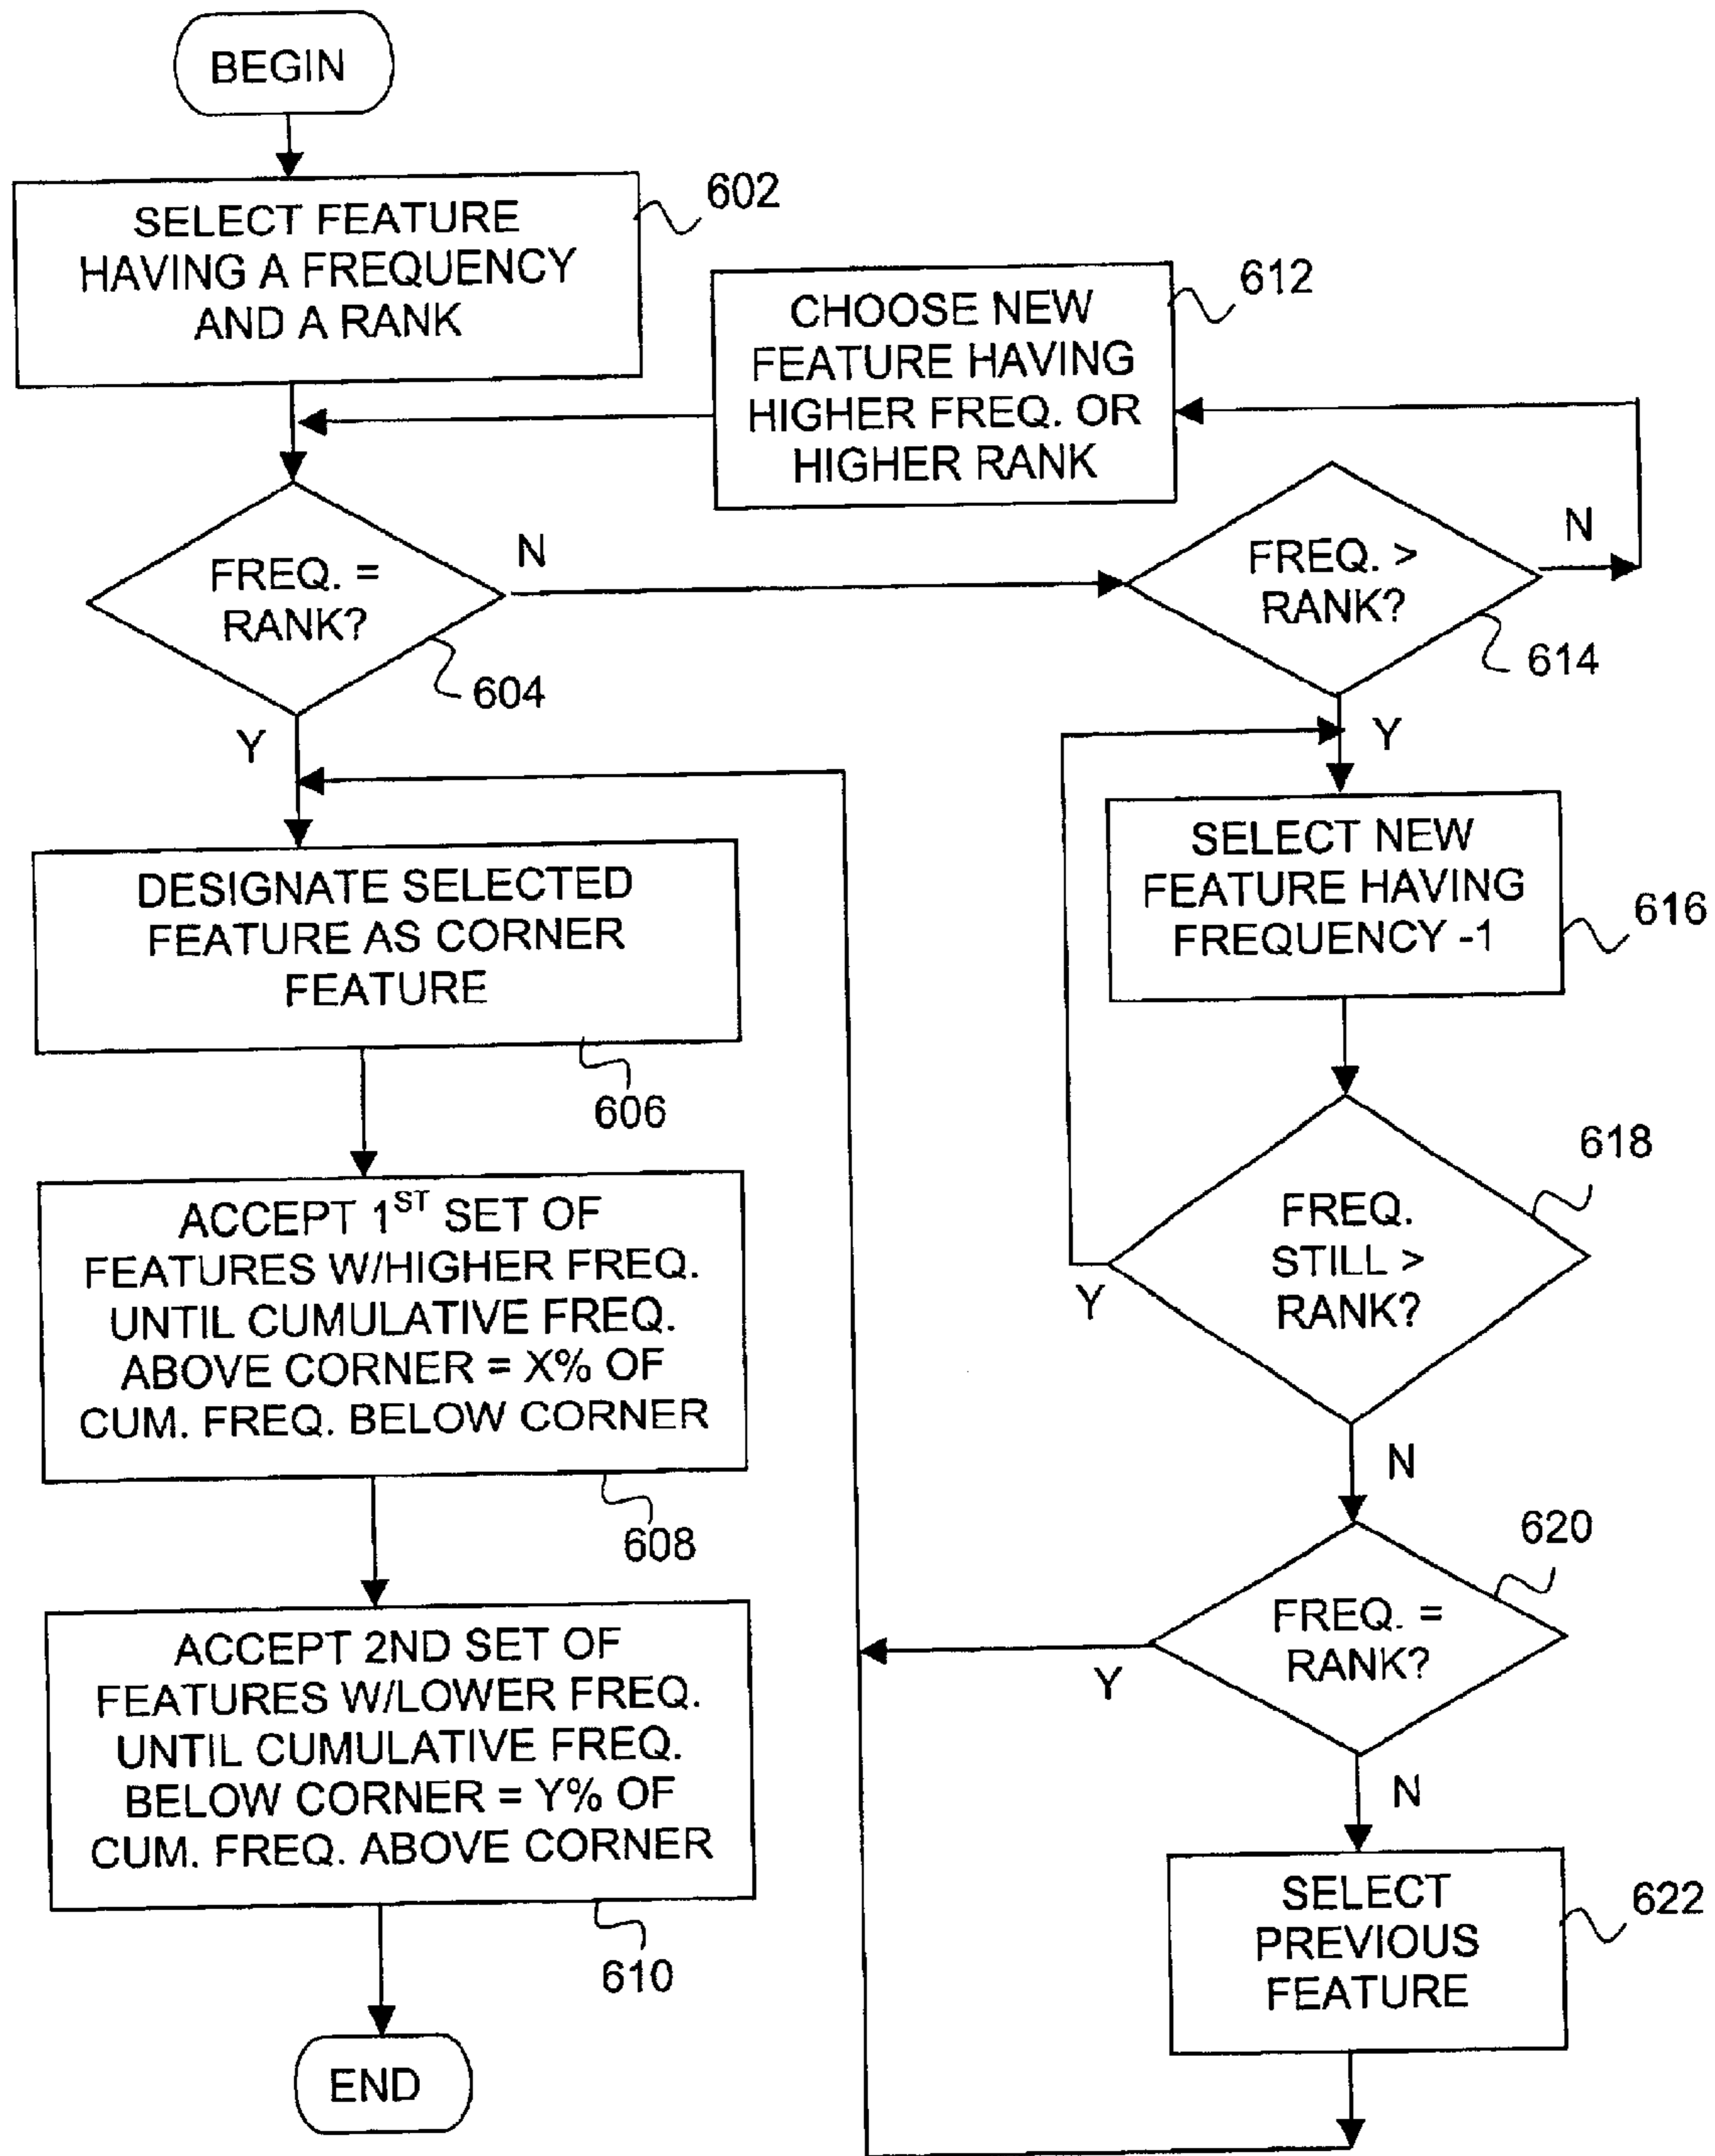 BEGIN
SELECT FEATURE
HAVING A FREQUENCY
AND A RANK
602
CHOOSE NEW
FEATURE HAVING
HIGHER FREQ. OR
HIGHER RANK
612
FREQ. =
RANK?
N
604
Y
FREQ. >
RANK?
N
614
Y
DESIGNATE SELECTED
FEATURE AS CORNER
FEATURE
606
SELECT NEW
FEATURE HAVING
FREQUENCY -1
616
ACCEPT 1ST SET OF
FEATURES W/HIGHER FREQ.
UNTIL CUMULATIVE FREQ.
ABOVE CORNER = X% OF
CUM. FREQ. BELOW CORNER
608
FREQ.
STILL >
RANK?
618
Y
N
ACCEPT 2ND SET OF
FEATURES W/LOWER FREQ.
UNTIL CUMULATIVE FREQ.
BELOW CORNER = Y% OF
CUM. FREQ. ABOVE CORNER
610
FREQ. =
RANK?
620
Y
N
SELECT
PREVIOUS
FEATURE
622
END